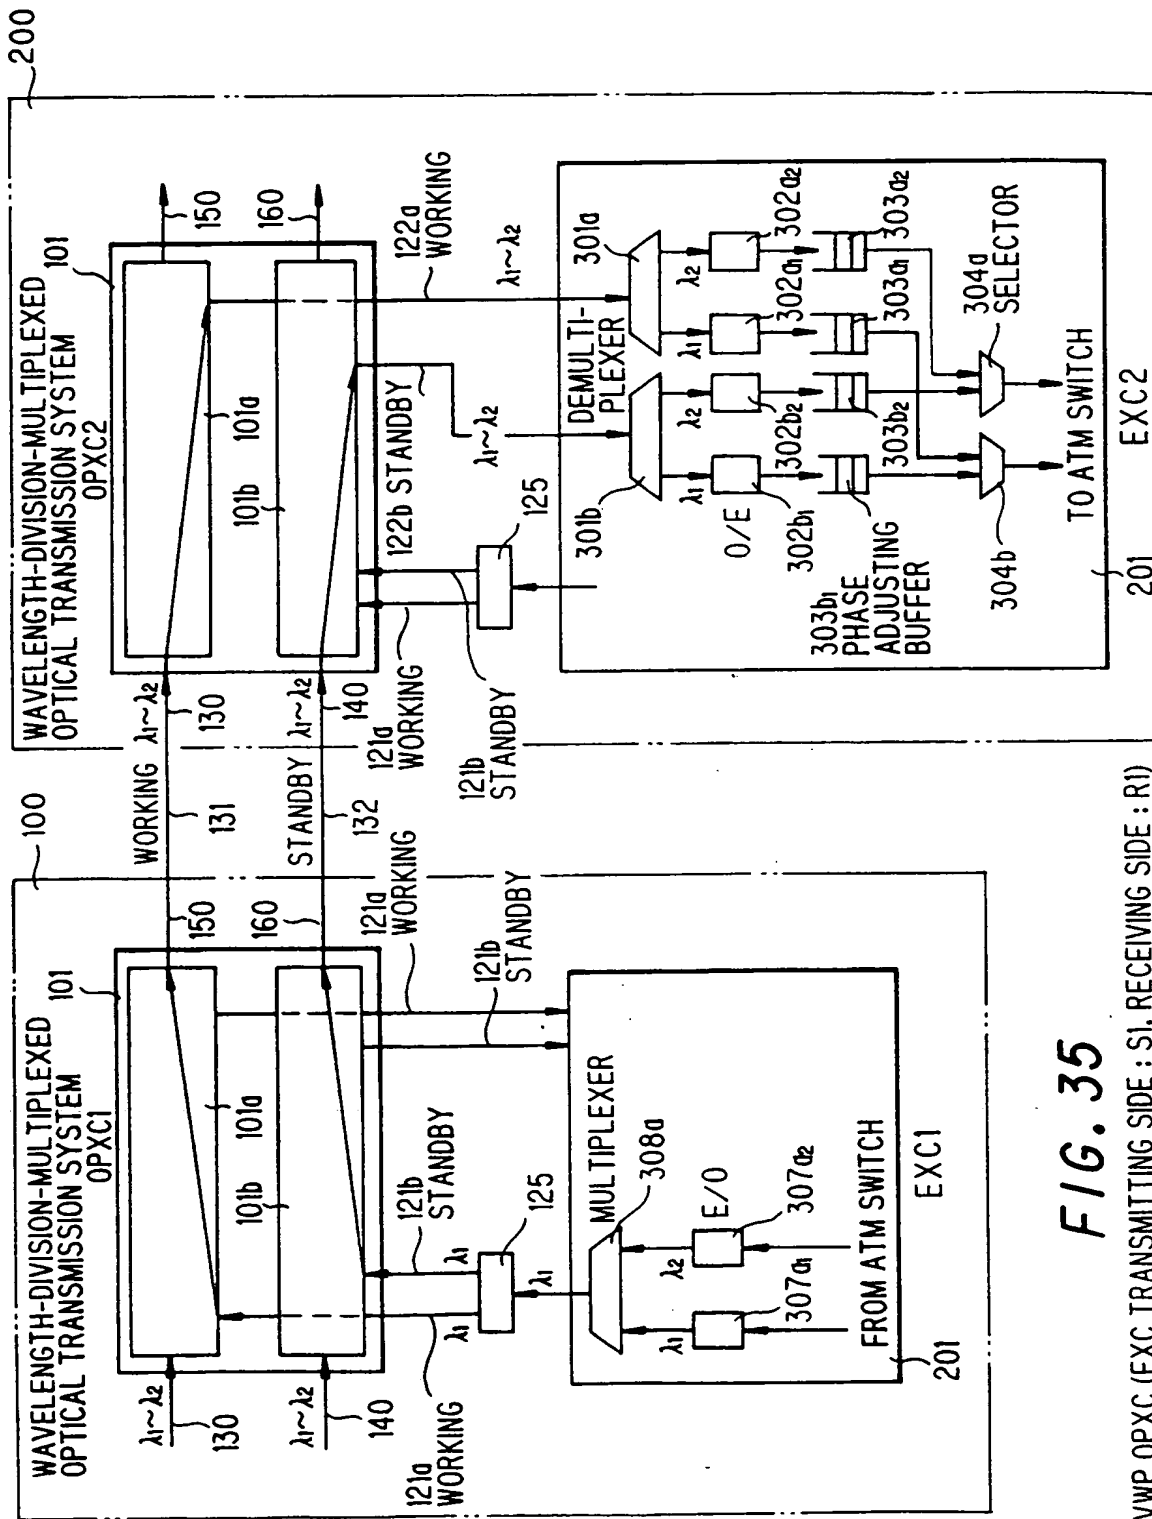 200
100
WAVELENGTH-DIVISION-MULTIPLEXED
OPTICAL TRANSMISSION SYSTEM
OPXC1
101
101a
101b
λ1~λ2
130
λ1~λ2
140
150
160
121a
WORKING
121b
STANDBY
121a
WORKING
λ1
λ1
121b
STANDBY
125
λ1
MULTIPLEXER
308a
λ1
λ2
E/O
307a1
307a2
FROM ATM SWITCH
201
EXC1
WORKING
131
STANDBY
132
WAVELENGTH-DIVISION-MULTIPLEXED
OPTICAL TRANSMISSION SYSTEM
OPXC2
101
λ1~λ2
130
λ1~λ2
140
101a
101b
150
160
121a
WORKING
121b
STANDBY
125
122b STANDBY
122a
WORKING
λ1~λ2
λ1~λ2
DEMULTI-
PLEXER
301a
301b
λ1
λ2
λ1
λ2
O/E
302b1
302b2
302a1
302a2
303b1
PHASE
ADJUSTING
BUFFER
303b2
303a1
303a2
304b
304a
SELECTOR
TO ATM SWITCH
201
EXC2
FIG. 35
VWP OPXC (EXC TRANSMITTING SIDE : S1, RECEIVING SIDE : R1)